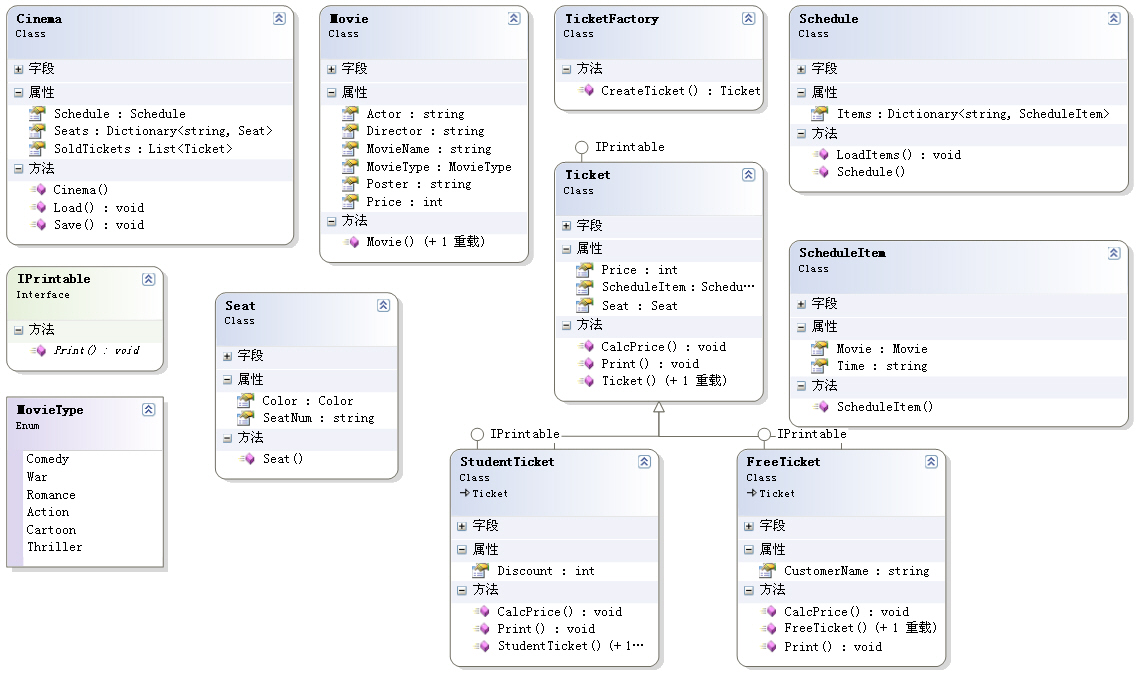 Cinema
Class
字段
属性
Schedule : Schedule
Seats : Dictionary<string, Seat>
SoldTickets : List<Ticket>
方法
Cinema()
Load() : void
Save() : void
Movie
Class
字段
属性
Actor : string
Director : string
MovieName : string
MovieType : MovieType
Poster : string
Price : int
方法
Movie() (+ 1 重载)
TicketFactory
Class
方法
CreateTicket() : Ticket
Schedule
Class
字段
属性
Items : Dictionary<string, ScheduleItem>
方法
LoadItems() : void
Schedule()
IPrintable
Ticket
Class
字段
属性
Price : int
ScheduleItem : Schedu···
Seat : Seat
方法
CalcPrice() : void
Print() : void
Ticket() (+ 1 重载)
ScheduleItem
Class
字段
属性
Movie : Movie
Time : string
方法
ScheduleItem()
IPrintable
Interface
方法
Print() : void
Seat
Class
字段
属性
Color : Color
SeatNum : string
方法
Seat()
MovieType
Enum
Comedy
War
Romance
Action
Cartoon
Thriller
IPrintable
StudentTicket
Class
Ticket
字段
属性
Discount : int
方法
CalcPrice() : void
Print() : void
StudentTicket() (+ 1···
IPrintable
FreeTicket
Class
Ticket
字段
属性
CustomerName : string
方法
CalcPrice() : void
FreeTicket() (+ 1 重载)
Print() : void